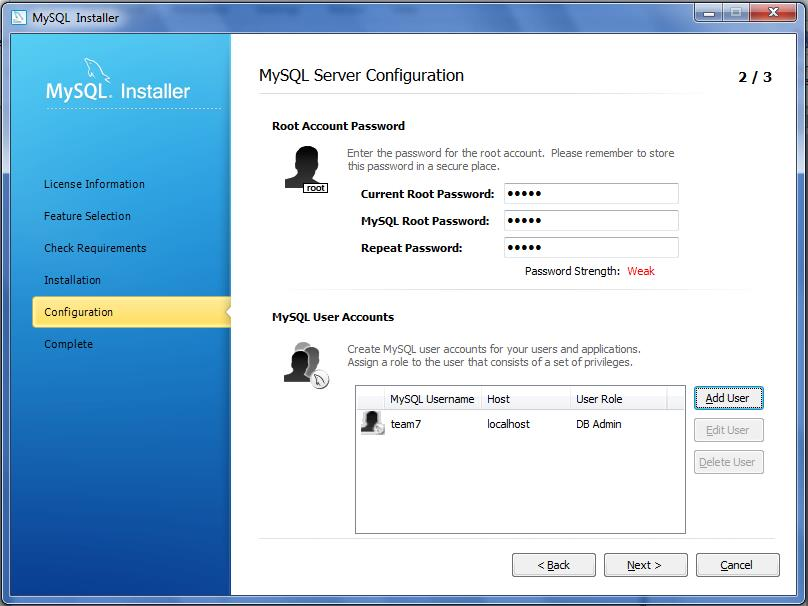 MySQL Installer
MySQL. Installer
MySQL Server Configuration
2 / 3
License Information
Feature Selection
Check Requirements
Installation
Configuration
Complete
Root Account Password
root
Enter the password for the root account. Please remember to store
this password in a secure place.
Current Root Password: •••••
MySQL Root Password: •••••
Repeat Password: •••••
Password Strength: Weak
MySQL User Accounts
Create MySQL user accounts for your users and applications.
Assign a role to the user that consists of a set of privileges.
MySQL Username Host User Role
team7 localhost DB Admin
Add User
Edit User
Delete User
< Back Next > Cancel